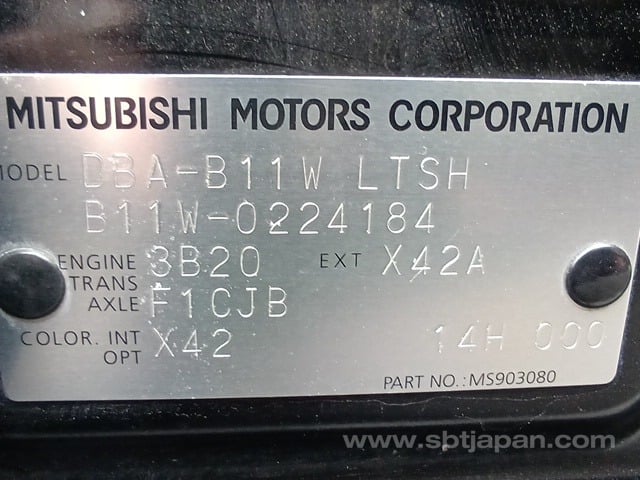 MITSUBISHI MOTORS CORPORATION
MODEL DBA-B11W LTSH
B11W-0224184
ENGINE 3B20 EXT X42A
TRANS
AXLE F1CJB
COLOR. INT X42 14H 000
OPT
PART NO.: MS903080
www.sbtjapan.com